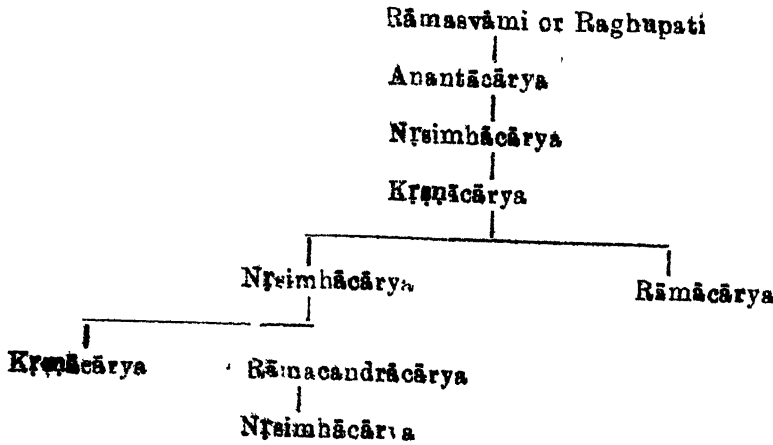 Rāmasvāmi or Raghupati
Anantācārya
Nṛsimhācārya
Kṛṣṇācārya
Nṛsimhācārya Rāmācārya
Kṛṣṇācārya Rāmacandrācārya
Nṛsimhācārya